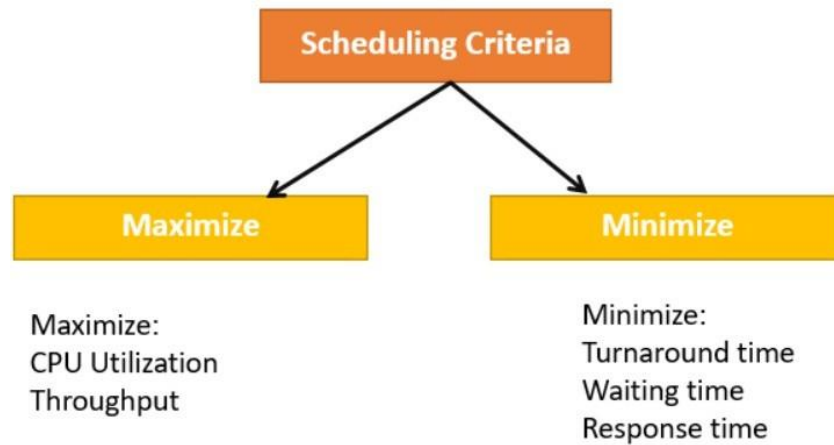 Scheduling Criteria
Maximize
Minimize
Maximize:
CPU Utilization
Throughput
Minimize:
Turnaround time
Waiting time
Response time